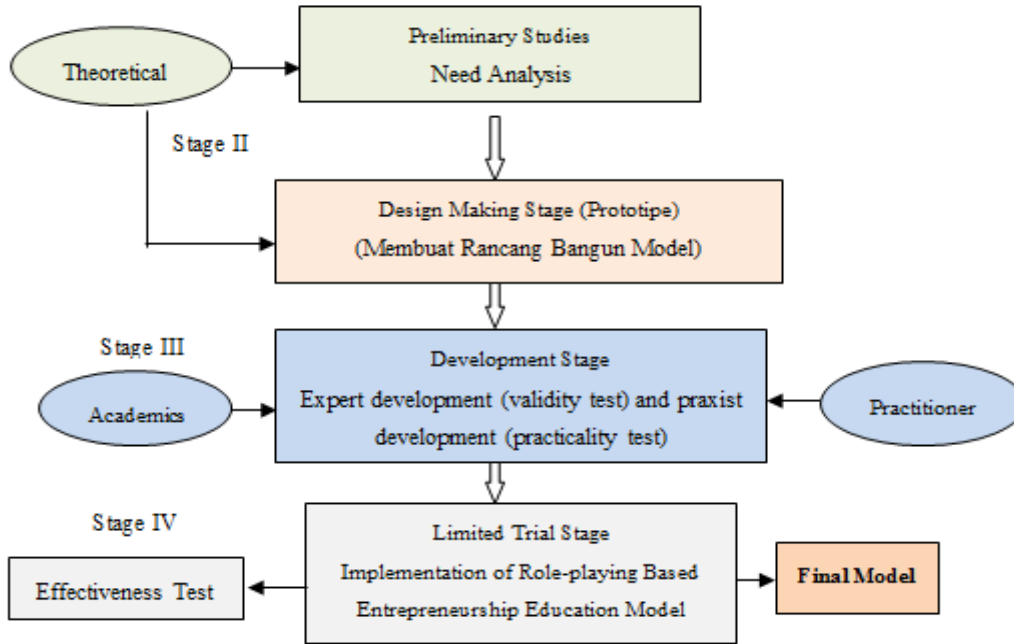 Preliminary Studies
Need Analysis
Theoretical
Stage II
Design Making Stage (Prototipe)
(Membuat Rancang Bangun Model)
Stage III
Development Stage
Expert development (validity test) and praxist
development (practicality test)
Academics
Practitioner
Stage IV
Limited Trial Stage
Implementation of Role-playing Based
Entrepreneurship Education Model
Effectiveness Test
Final Model